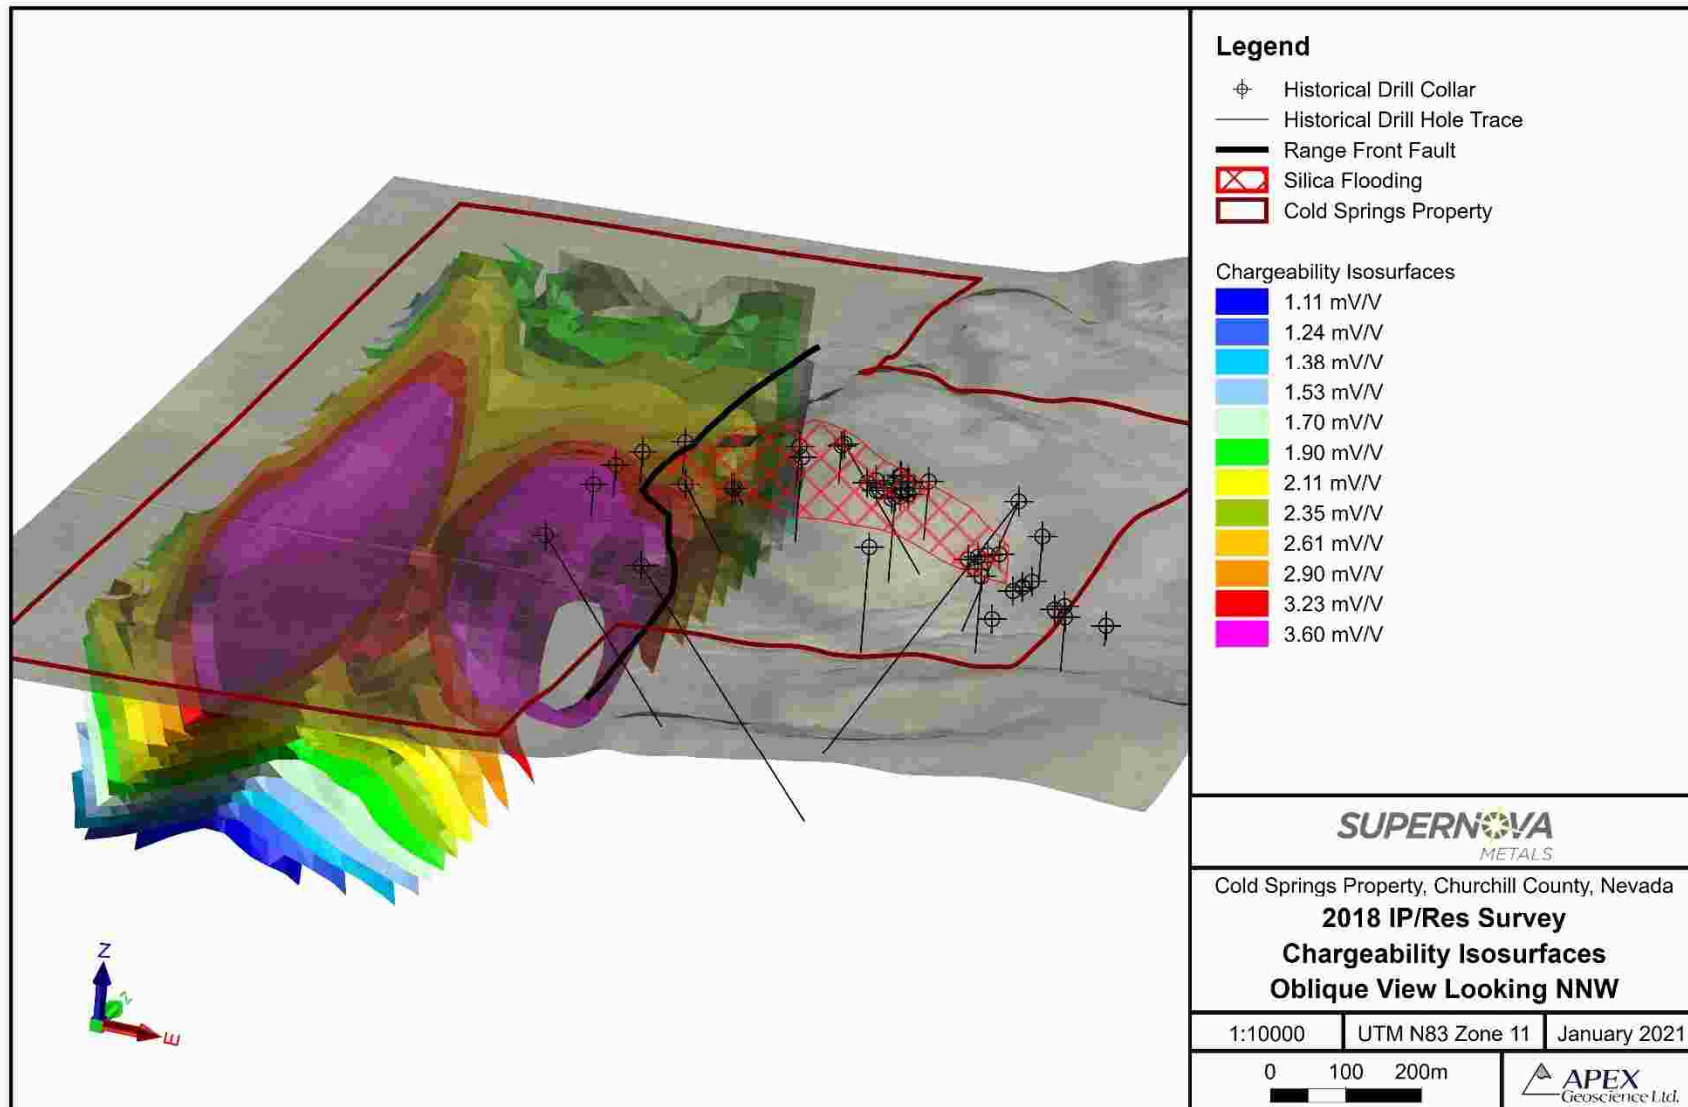 Legend
Historical Drill Collar
Historical Drill Hole Trace
Range Front Fault
Silica Flooding
Cold Springs Property
Chargeability Isosurfaces
1.11 mV/V
1.24 mV/V
1.38 mV/V
1.53 mV/V
1.70 mV/V
1.90 mV/V
2.11 mV/V
2.35 mV/V
2.61 mV/V
2.90 mV/V
3.23 mV/V
3.60 mV/V
Z
N
E
SUPERNOVA
METALS
Cold Springs Property, Churchill County, Nevada
2018 IP/Res Survey
Chargeability Isosurfaces
Oblique View Looking NNW
1:10000 UTM N83 Zone 11 January 2021
0 100 200m
APEX
Geoscience Ltd.